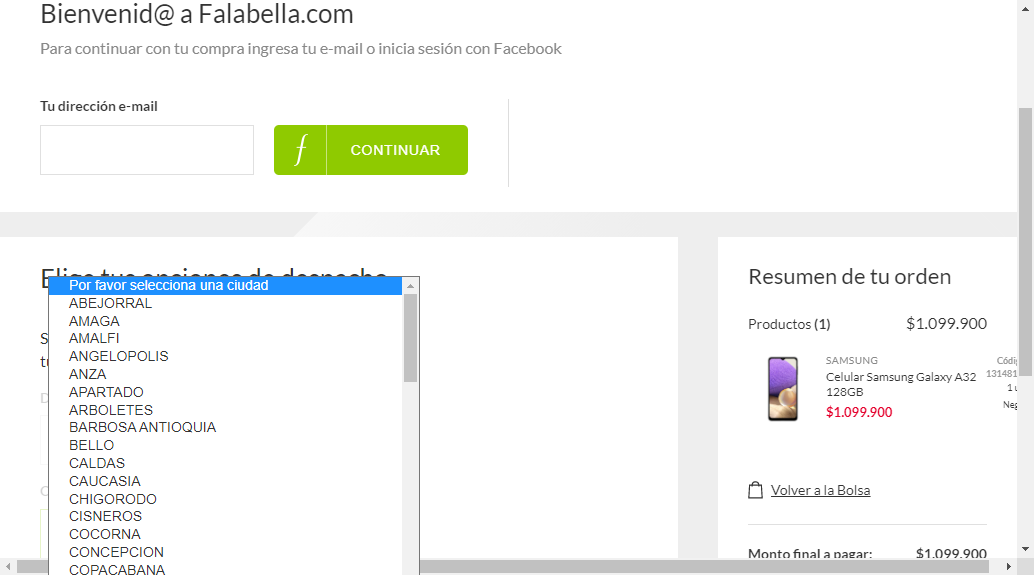 Bienvenid@ a Falabella.com
Para continuar con tu compra ingresa tu e-mail o inicia sesión con Facebook
Tu dirección e-mail
f CONTINUAR
Elige tus opciones de despacho
Por favor selecciona una ciudad
ABEJORRAL
AMAGA
AMALFI
ANGELOPOLIS
ANZA
APARTADO
ARBOLETES
BARBOSA ANTIOQUIA
BELLO
CALDAS
CAUCASIA
CHIGORODO
CISNEROS
COCORNA
CONCEPCION
COPACABANA
Resumen de tu orden
Productos (1) $1.099.900
SAMSUNG
Celular Samsung Galaxy A32
128GB
$1.099.900
Códi
131481
1 u
Neg
Volver a la Bolsa
Monto final a pagar: $1.099.900